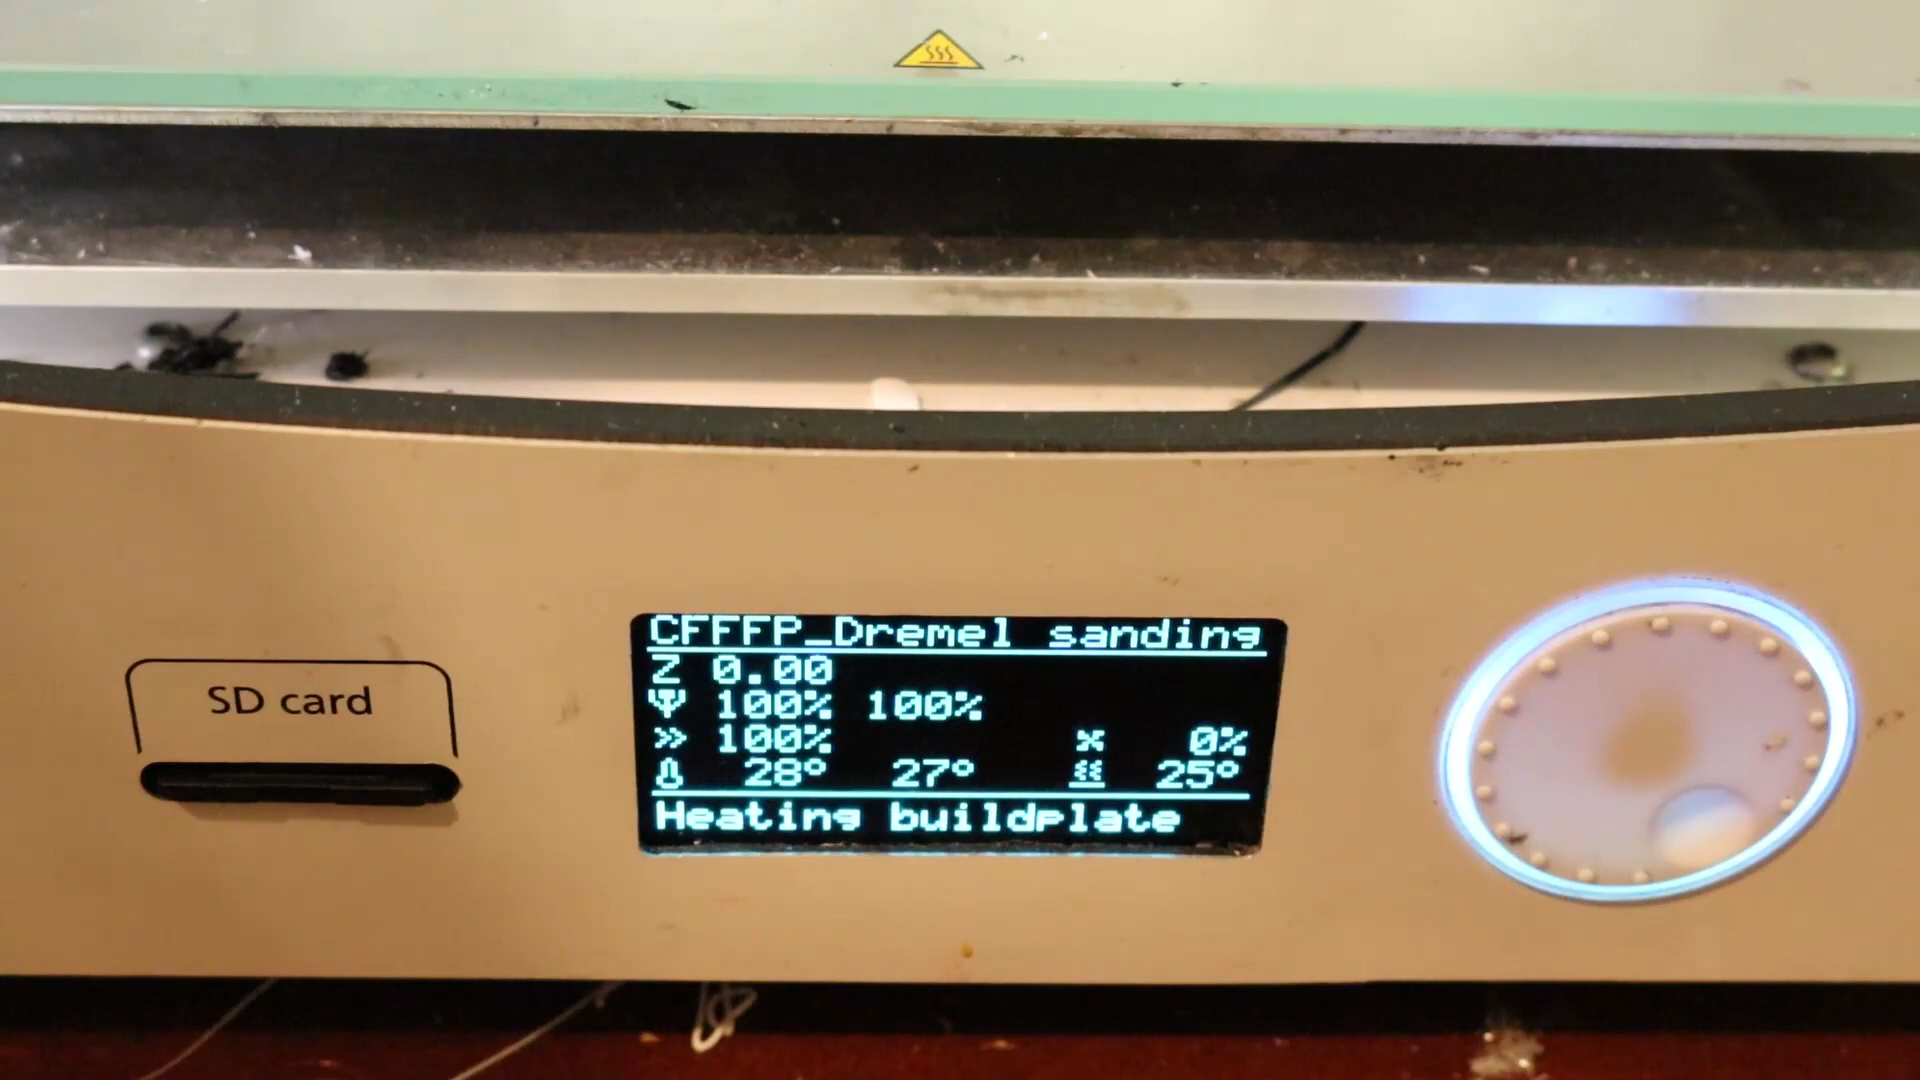 SD card
CFFFP_Dremel sanding
Z 0.00
100% 100%
100% 0%
28° 27° 25°
Heating buildplate